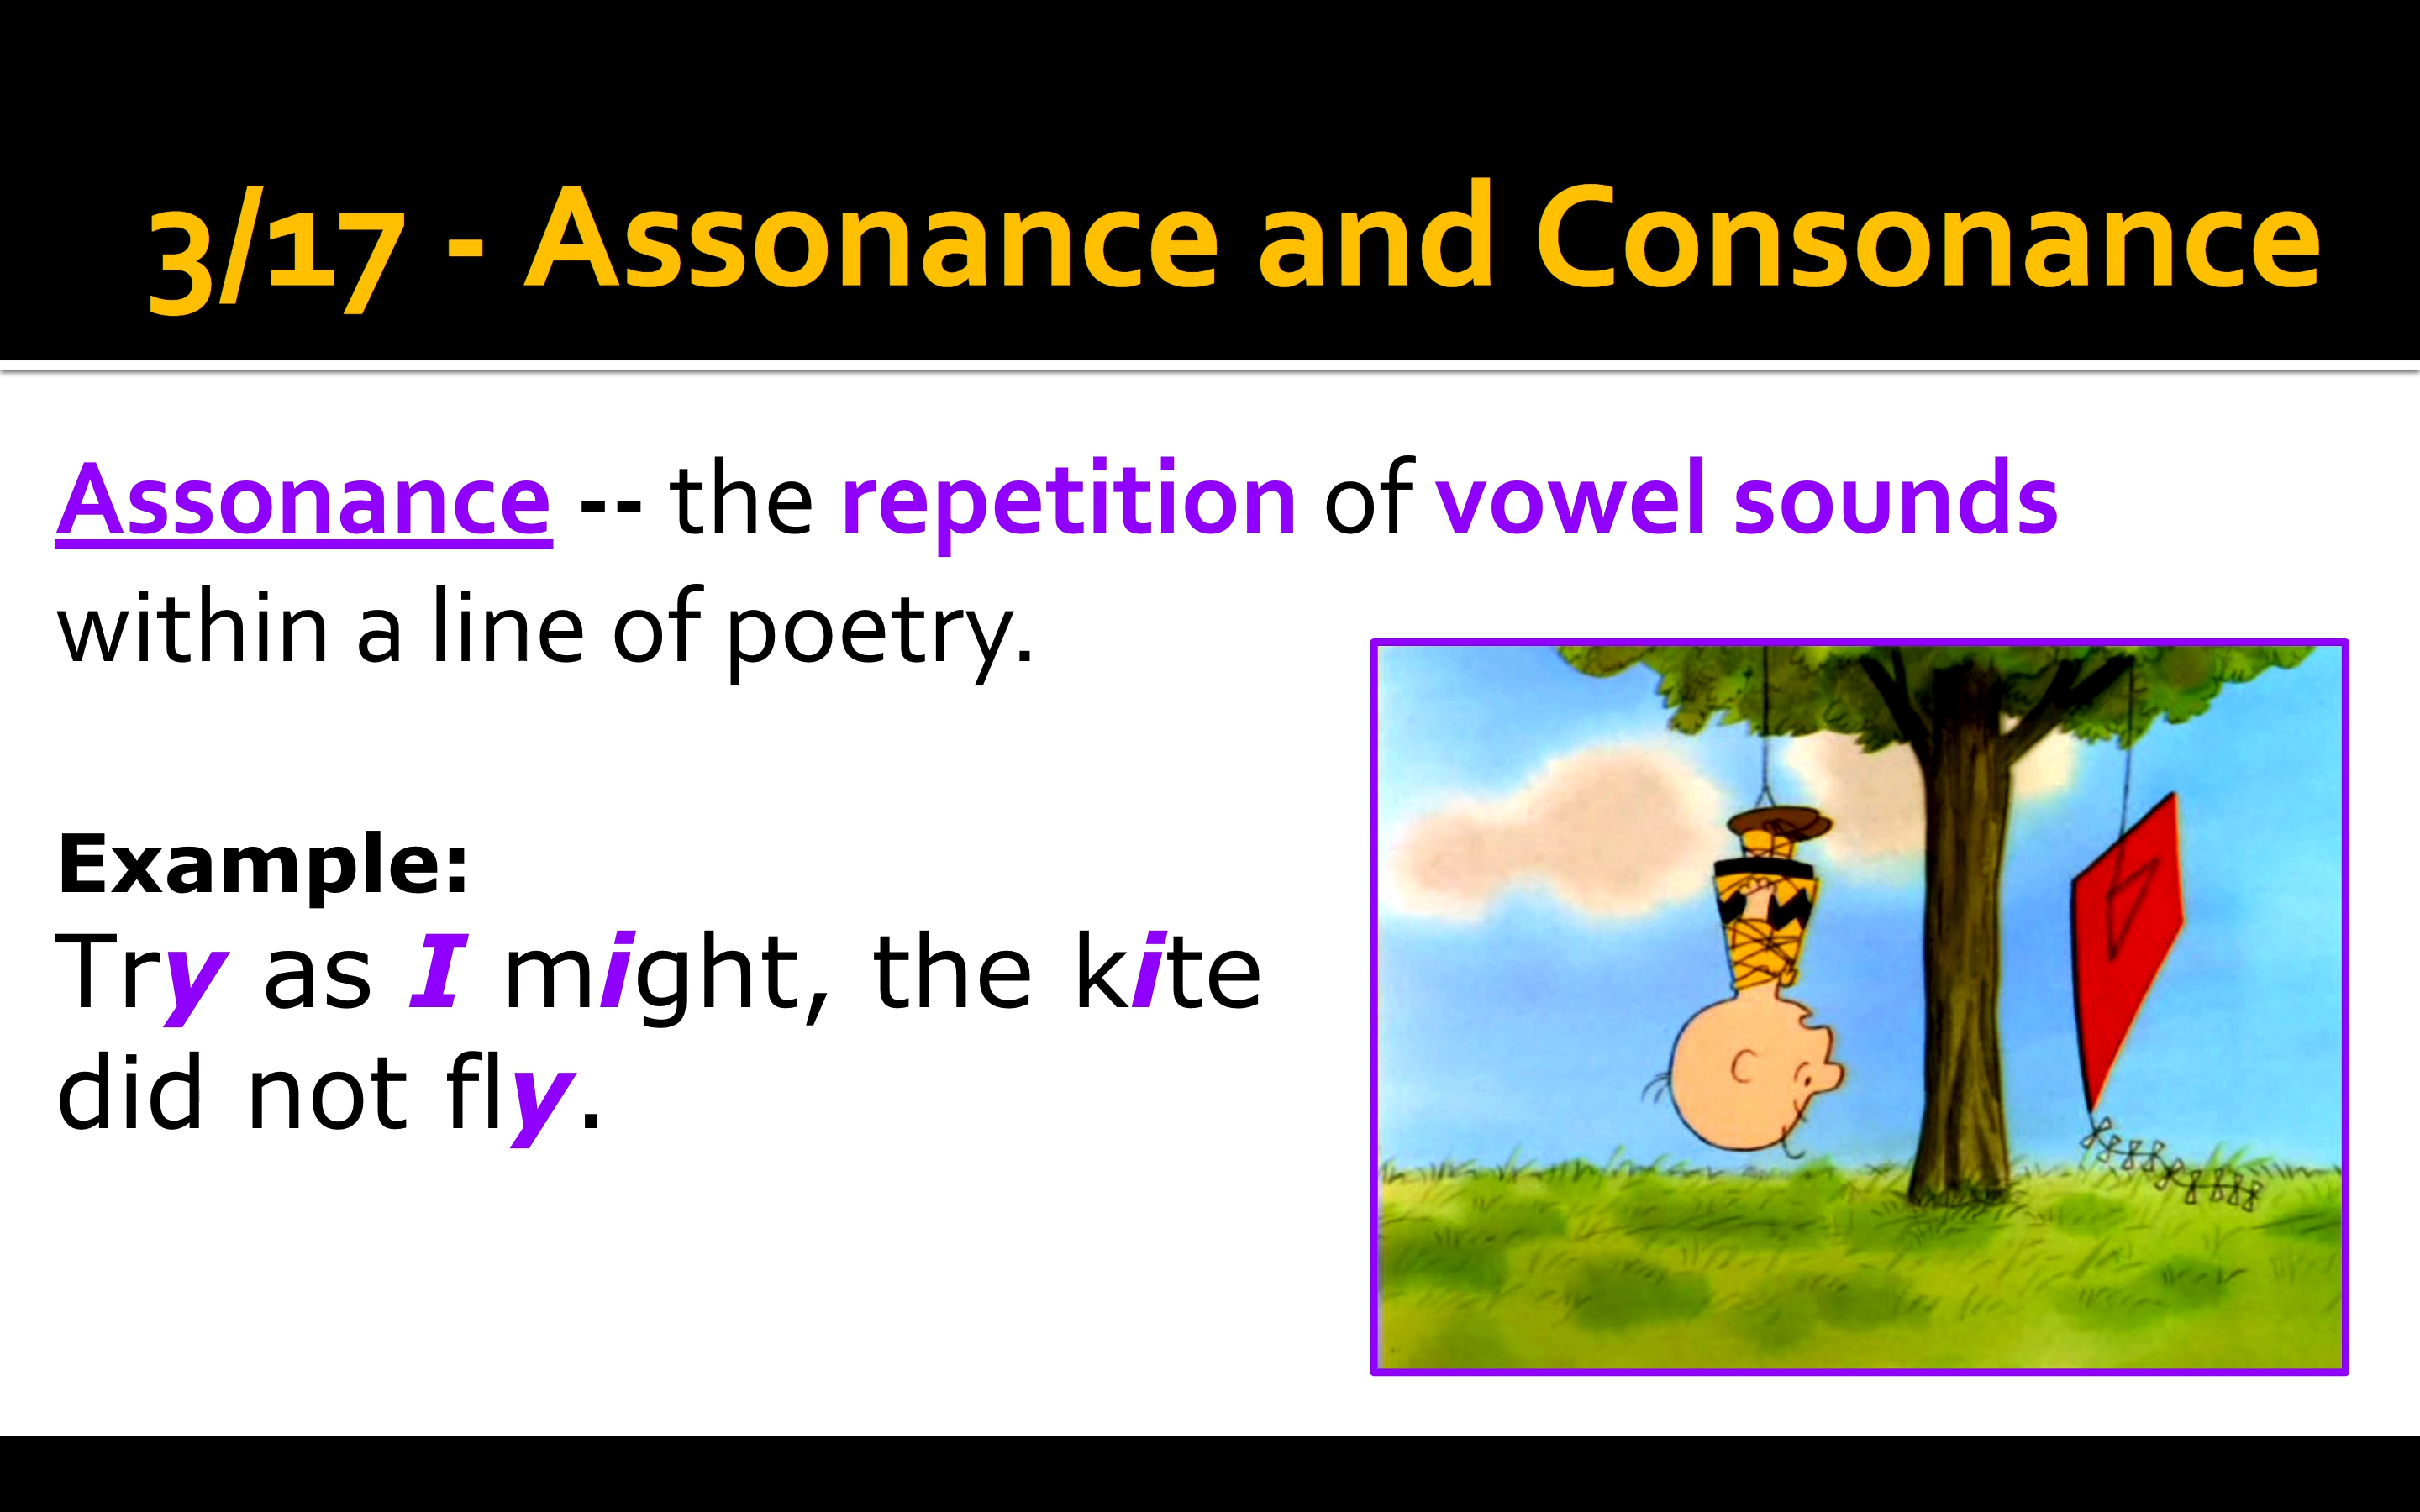 3/17 - Assonance and Consonance
Assonance -- the repetition of vowel sounds
within a line of poetry.
Example:
Try as I might, the kite
did not fly.